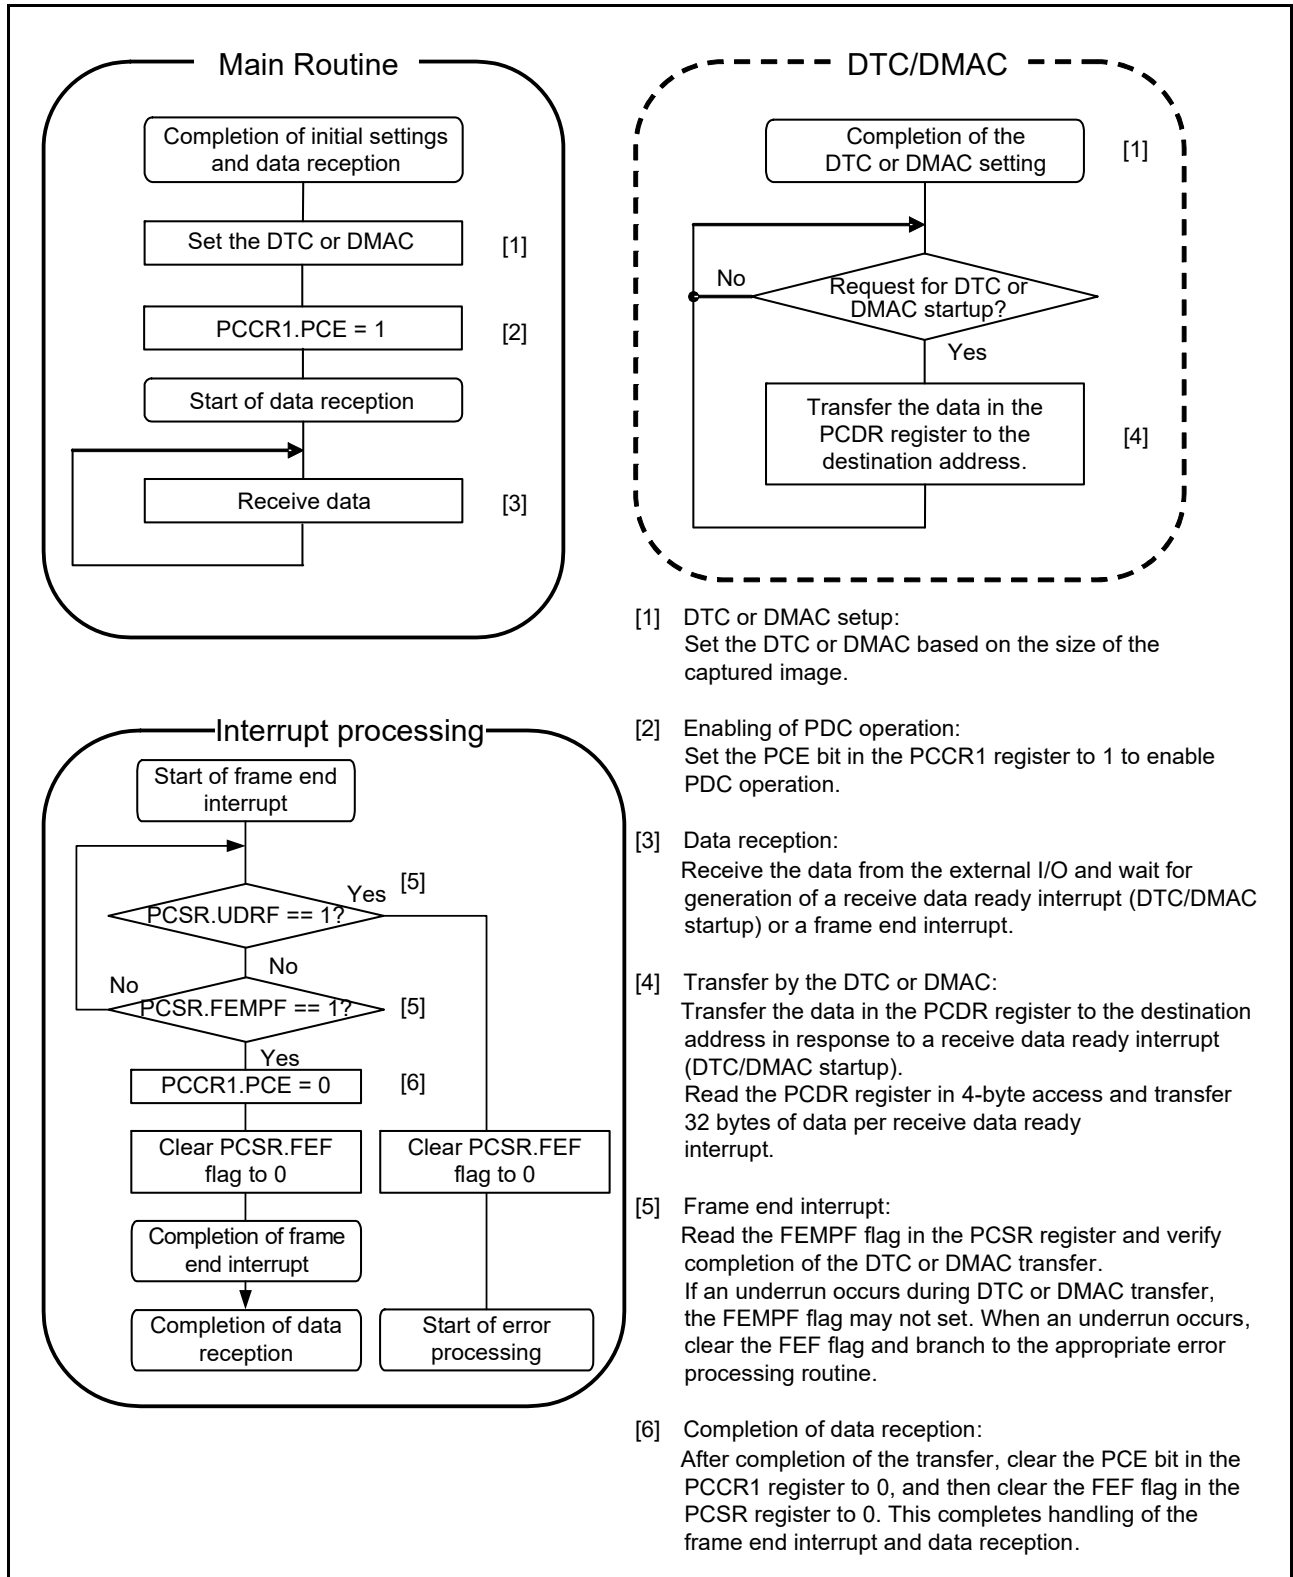 Main Routine
Completion of initial settings
and data reception
Set the DTC or DMAC
[1]
PCCR1.PCE = 1
[2]
Start of data reception
Receive data
[3]
DTC/DMAC
Completion of the
DTC or DMAC setting
[1]
No
Request for DTC or
DMAC startup?
Yes
Transfer the data in the
PCDR register to the
destination address.
[4]
Interrupt processing
Start of frame end
interrupt
Yes
[5]
PCSR.UDRF == 1?
No
No
PCSR.FEMPF == 1?
[5]
Yes
PCCR1.PCE = 0
[6]
Clear PCSR.FEF
flag to 0
Clear PCSR.FEF
flag to 0
Completion of frame
end interrupt
Completion of data
reception
Start of error
processing
[1] DTC or DMAC setup:
Set the DTC or DMAC based on the size of the
captured image.
[2] Enabling of PDC operation:
Set the PCE bit in the PCCR1 register to 1 to enable
PDC operation.
[3] Data reception:
Receive the data from the external I/O and wait for
generation of a receive data ready interrupt (DTC/DMAC
startup) or a frame end interrupt.
[4] Transfer by the DTC or DMAC:
Transfer the data in the PCDR register to the destination
address in response to a receive data ready interrupt
(DTC/DMAC startup).
Read the PCDR register in 4-byte access and transfer
32 bytes of data per receive data ready
interrupt.
[5] Frame end interrupt:
Read the FEMPF flag in the PCSR register and verify
completion of the DTC or DMAC transfer.
If an underrun occurs during DTC or DMAC transfer,
the FEMPF flag may not set. When an underrun occurs,
clear the FEF flag and branch to the appropriate error
processing routine.
[6] Completion of data reception:
After completion of the transfer, clear the PCE bit in the
PCCR1 register to 0, and then clear the FEF flag in the
PCSR register to 0. This completes handling of the
frame end interrupt and data reception.